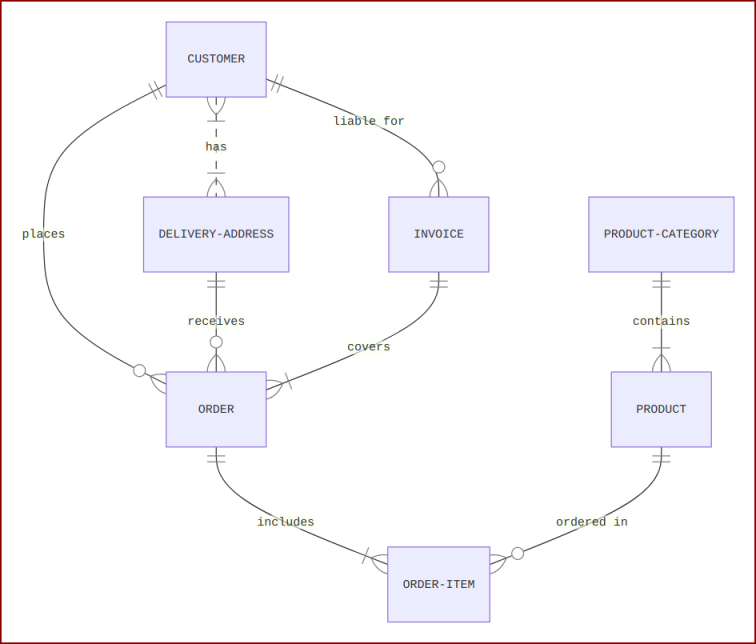 CUSTOMER
liable for
has
places
DELIVERY-ADDRESS
INVOICE
PRODUCT-CATEGORY
receives
contains
covers
ORDER
PRODUCT
includes
ordered in
ORDER-ITEM